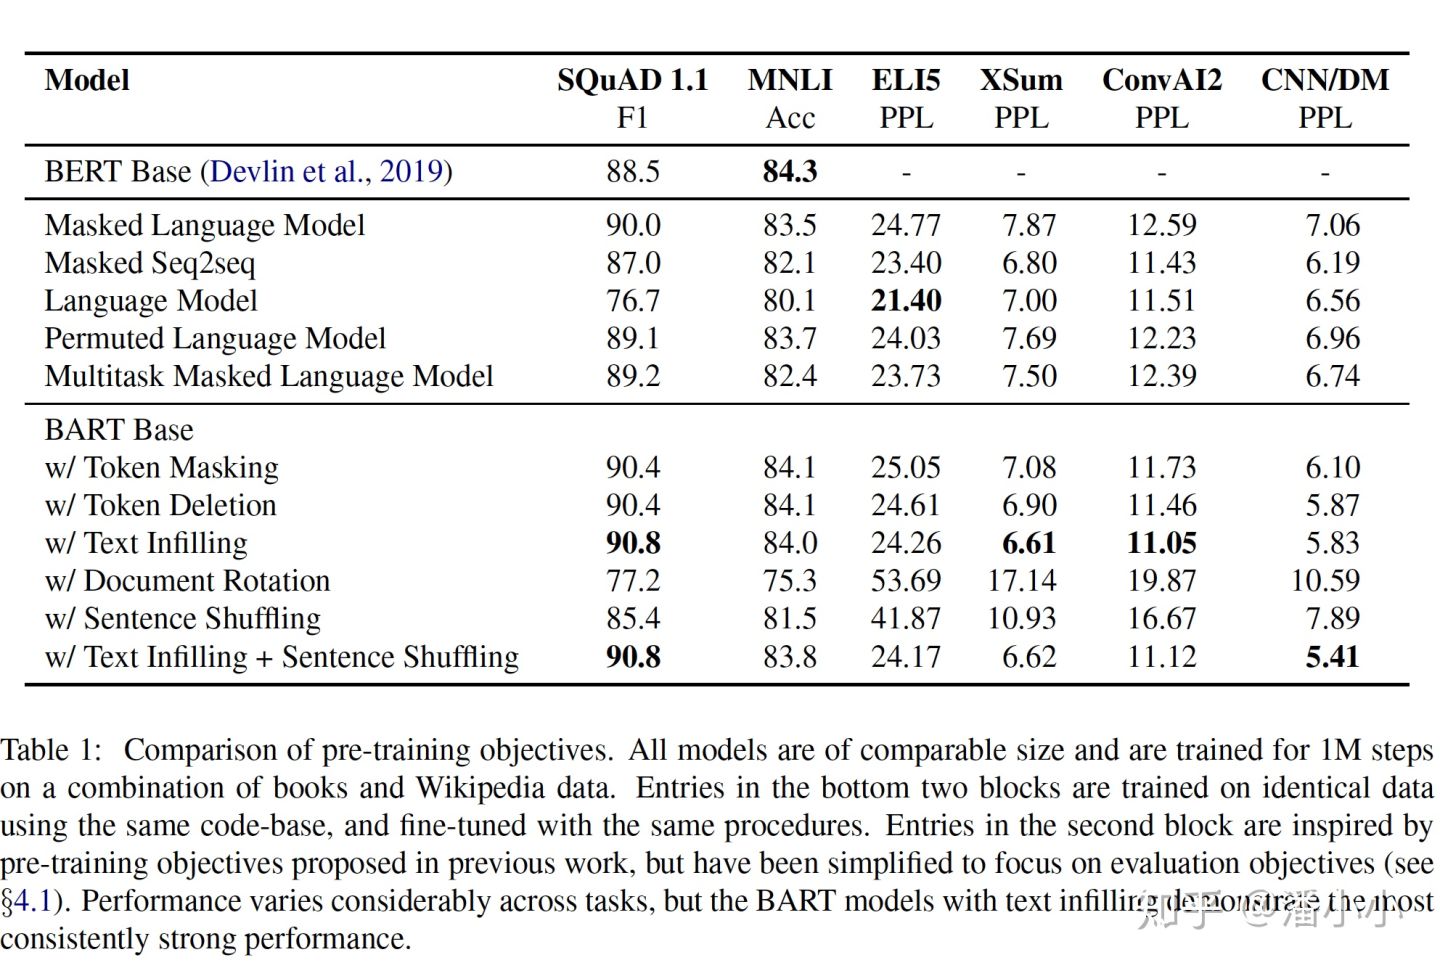 Model SQuAD 1.1 MNLI ELI5 XSum ConvAI2 CNN/DM
F1 Acc PPL PPL PPL PPL
BERT Base (Devlin et al., 2019) 88.5 84.3 - - - -
Masked Language Model 90.0 83.5 24.77 7.87 12.59 7.06
Masked Seq2seq 87.0 82.1 23.40 6.80 11.43 6.19
Language Model 76.7 80.1 21.40 7.00 11.51 6.56
Permuted Language Model 89.1 83.7 24.03 7.69 12.23 6.96
Multitask Masked Language Model 89.2 82.4 23.73 7.50 12.39 6.74
BART Base
w/ Token Masking 90.4 84.1 25.05 7.08 11.73 6.10
w/ Token Deletion 90.4 84.1 24.61 6.90 11.46 5.87
w/ Text Infilling 90.8 84.0 24.26 6.61 11.05 5.83
w/ Document Rotation 77.2 75.3 53.69 17.14 19.87 10.59
w/ Sentence Shuffling 85.4 81.5 41.87 10.93 16.67 7.89
w/ Text Infilling + Sentence Shuffling 90.8 83.8 24.17 6.62 11.12 5.41
Table 1: Comparison of pre-training objectives. All models are of comparable size and are trained for 1M steps
on a combination of books and Wikipedia data. Entries in the bottom two blocks are trained on identical data
using the same code-base, and fine-tuned with the same procedures. Entries in the second block are inspired by
pre-training objectives proposed in previous work, but have been simplified to focus on evaluation objectives (see
§4.1). Performance varies considerably across tasks, but the BART models with text infilling demonstrate the most
consistently strong performance.
知乎 @潘小小